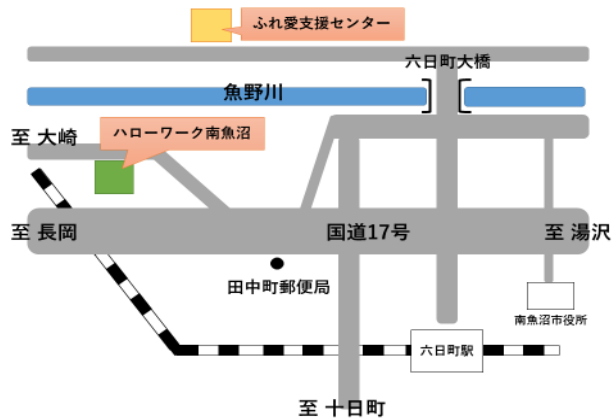 ふれ愛支援センター
六日町大橋
魚野川
ハローワーク南魚沼
至 大崎
至 長岡
国道17号
至 湯沢
田中町郵便局
南魚沼市役所
六日町駅
至 十日町